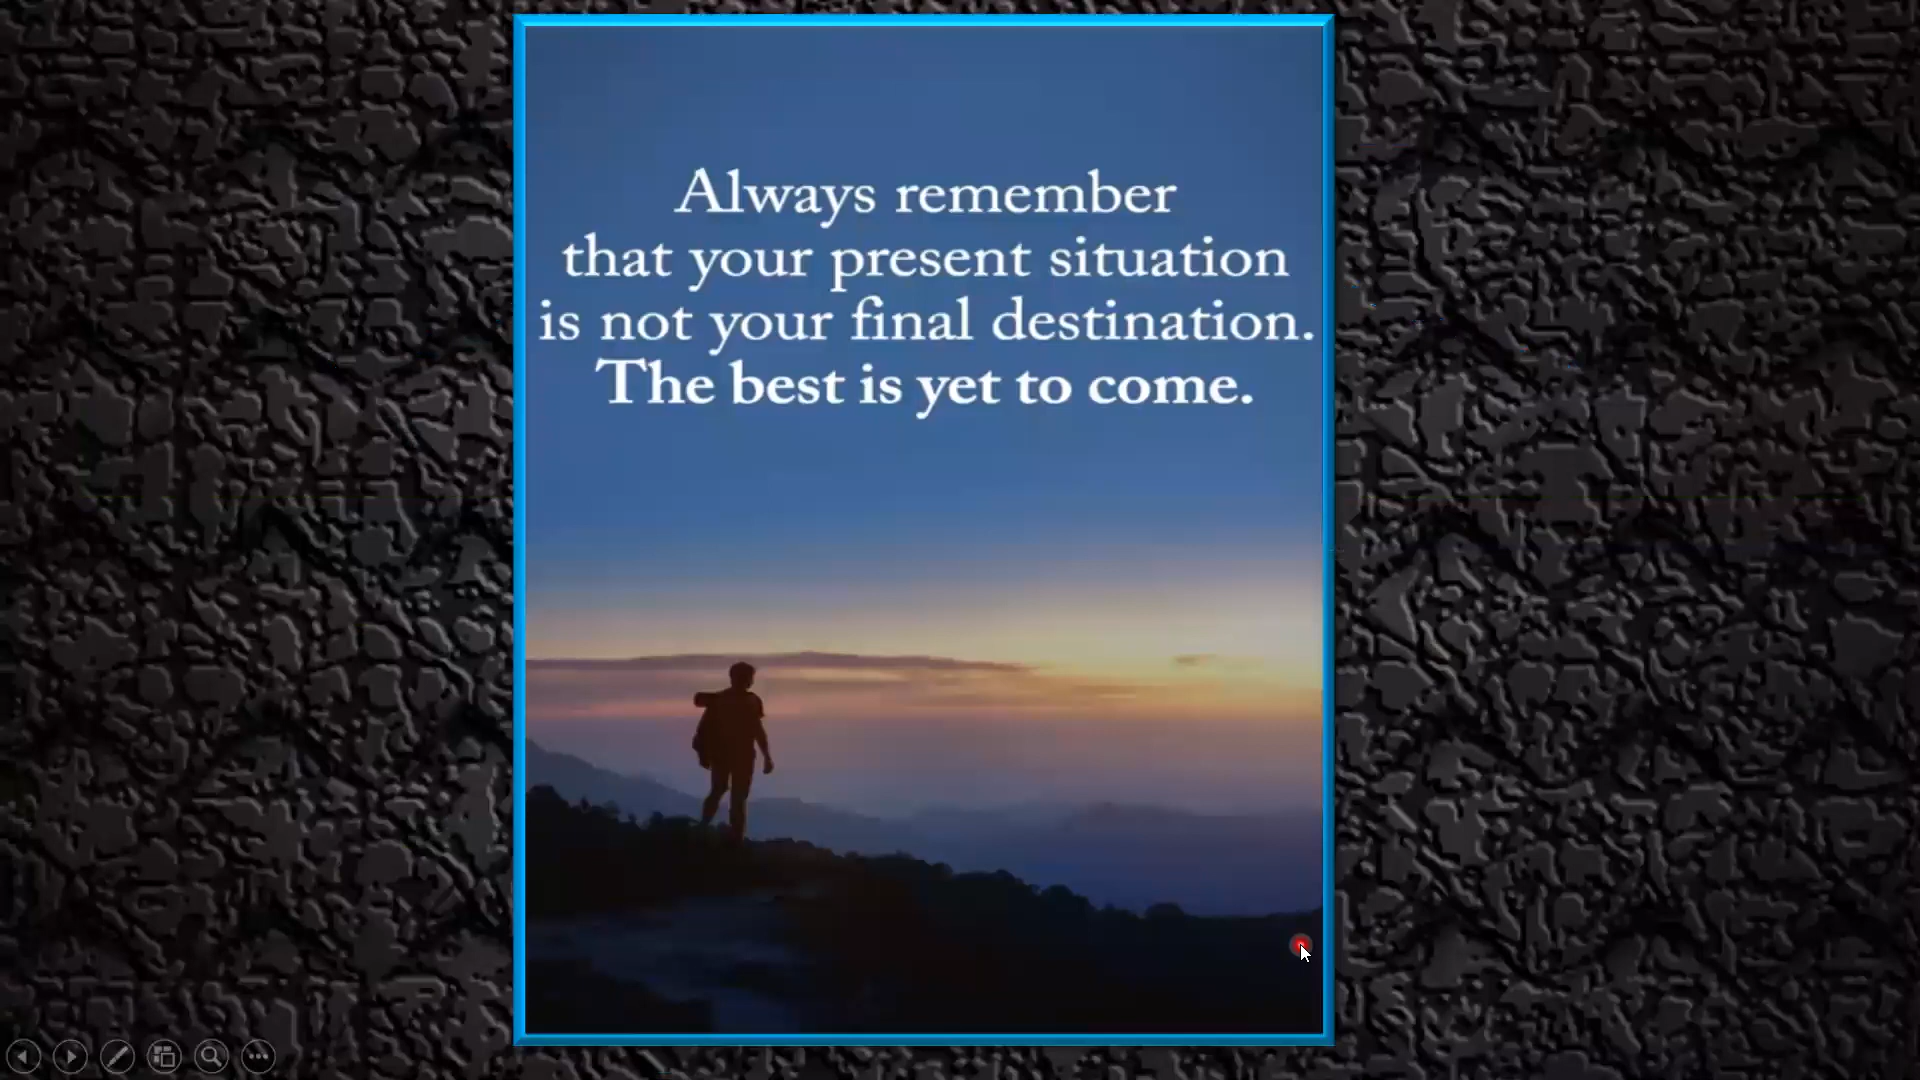 Always remember
that your present situation
is not your final destination.
The best is yet to come.